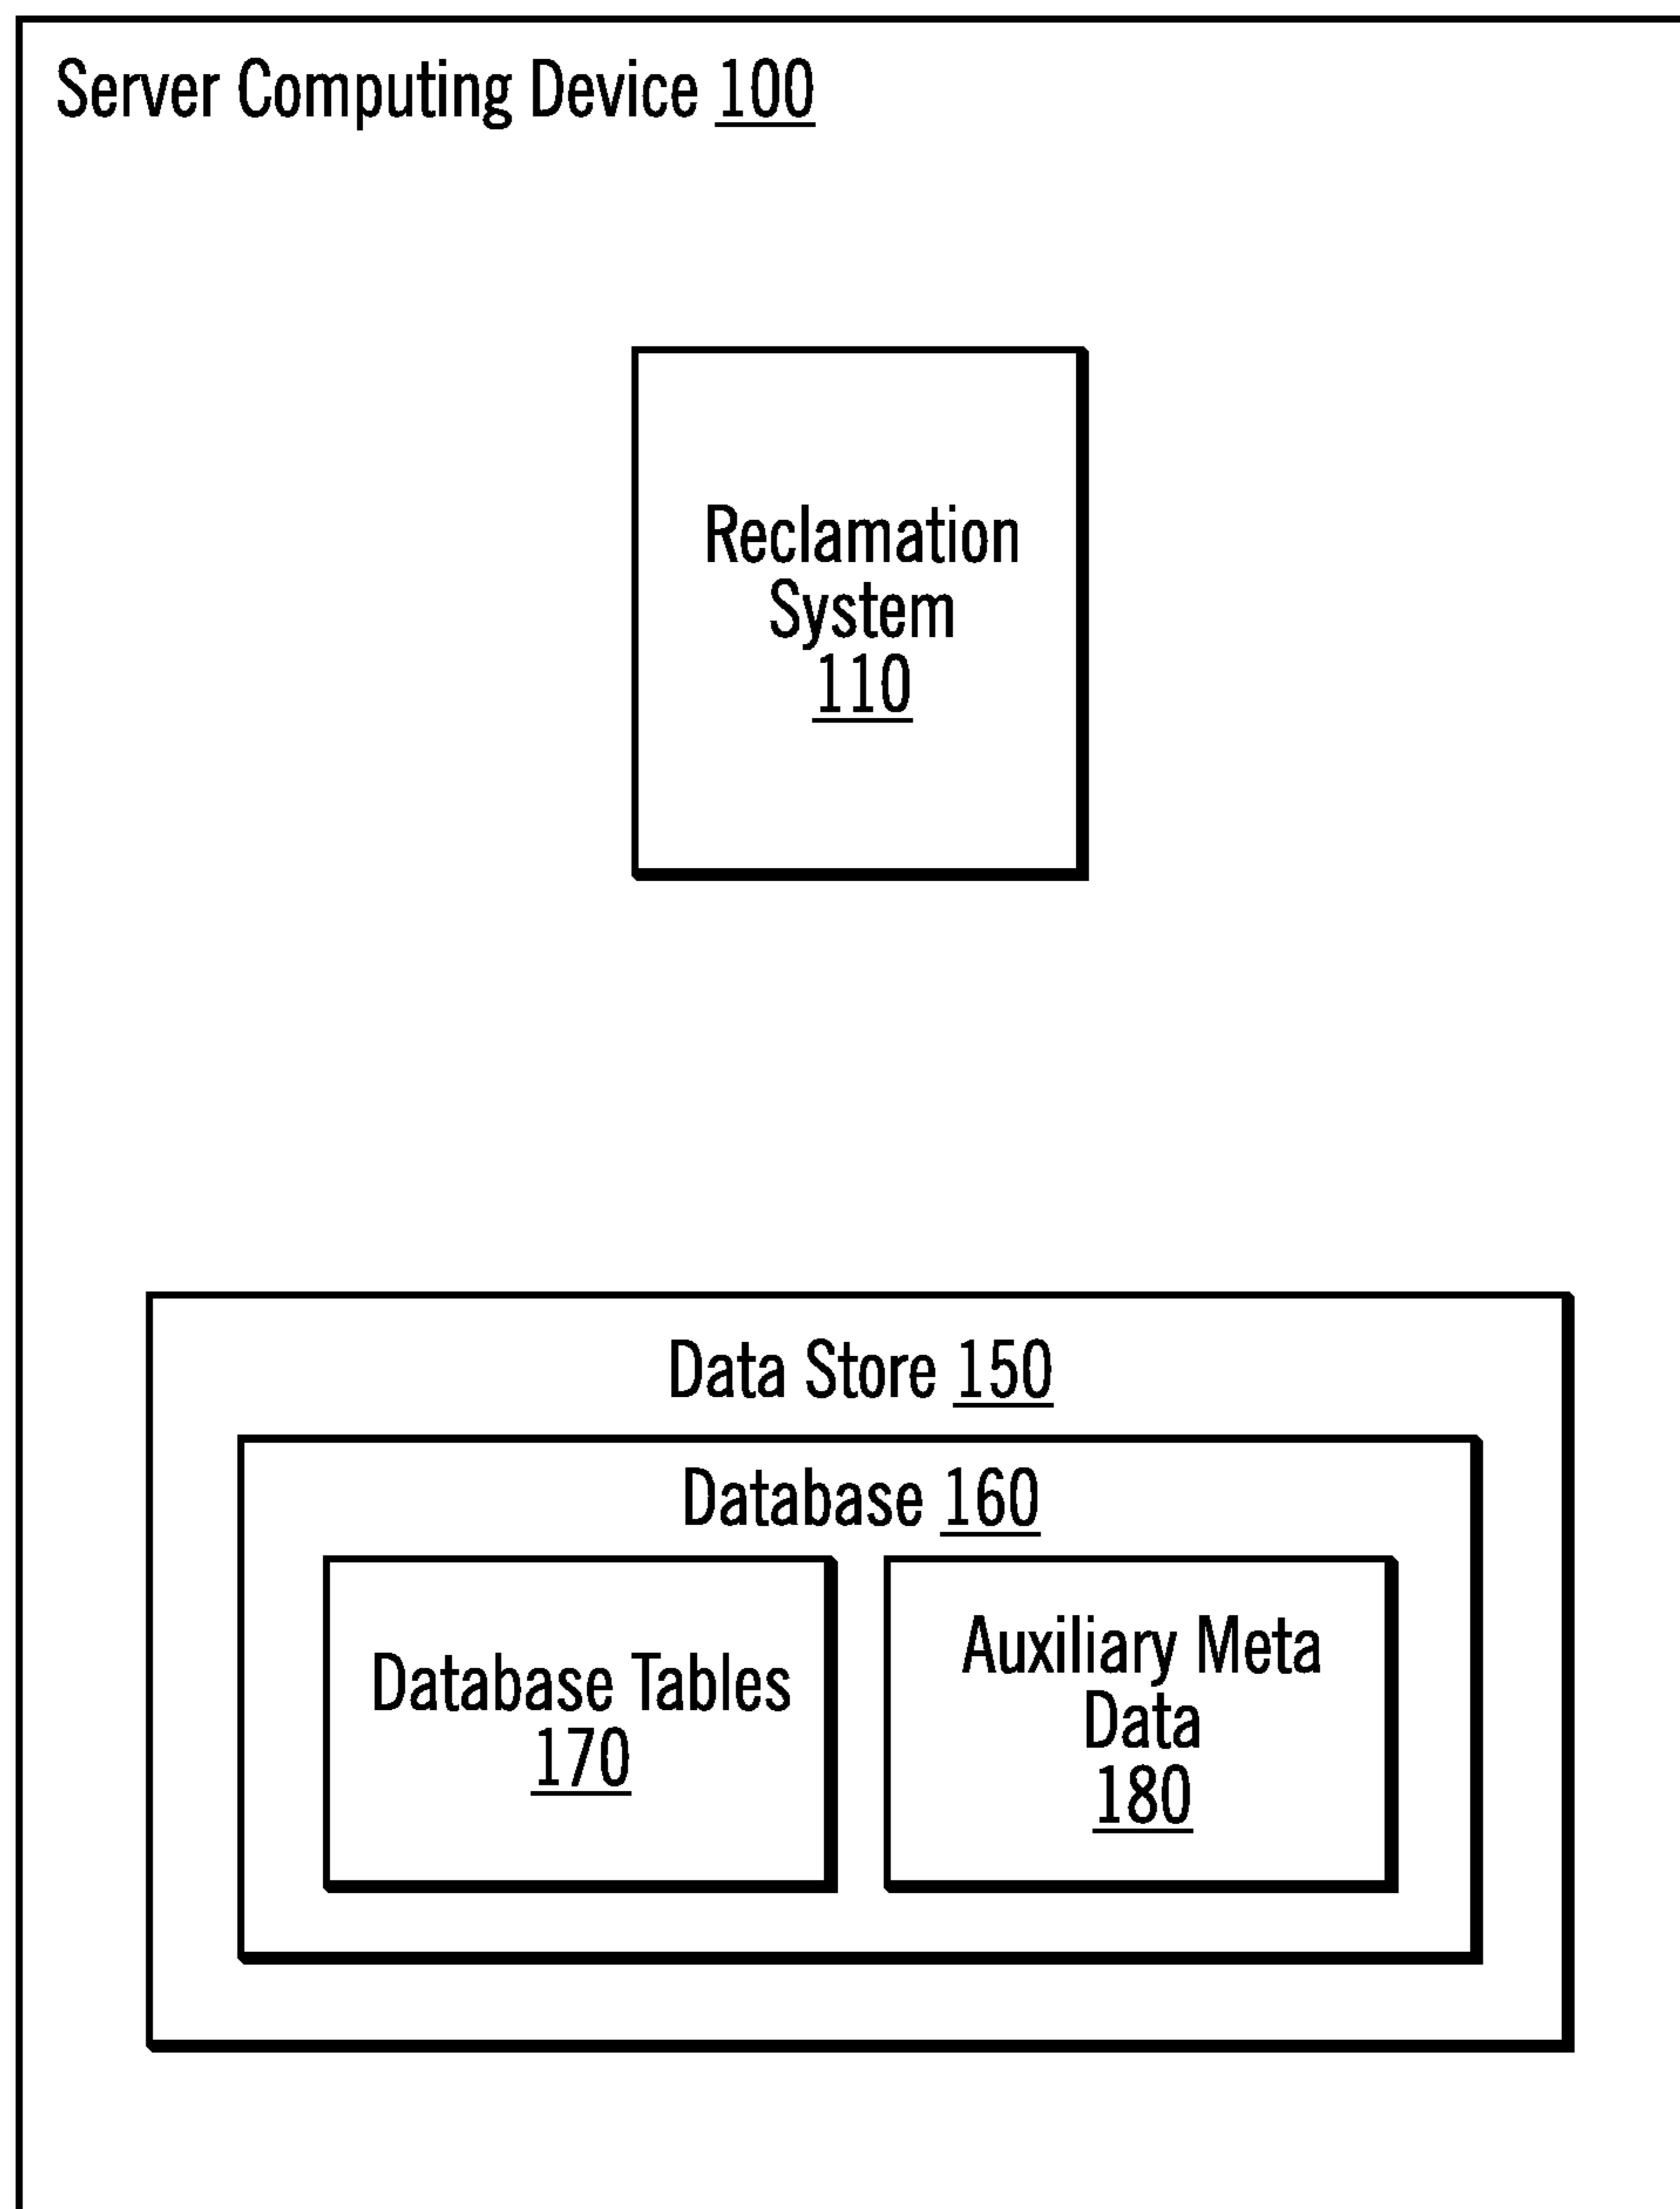 Server Computing Device 100
Reclamation
System
110
Data Store 150
Database 160
Database Tables
170
Auxiliary Meta
Data
180